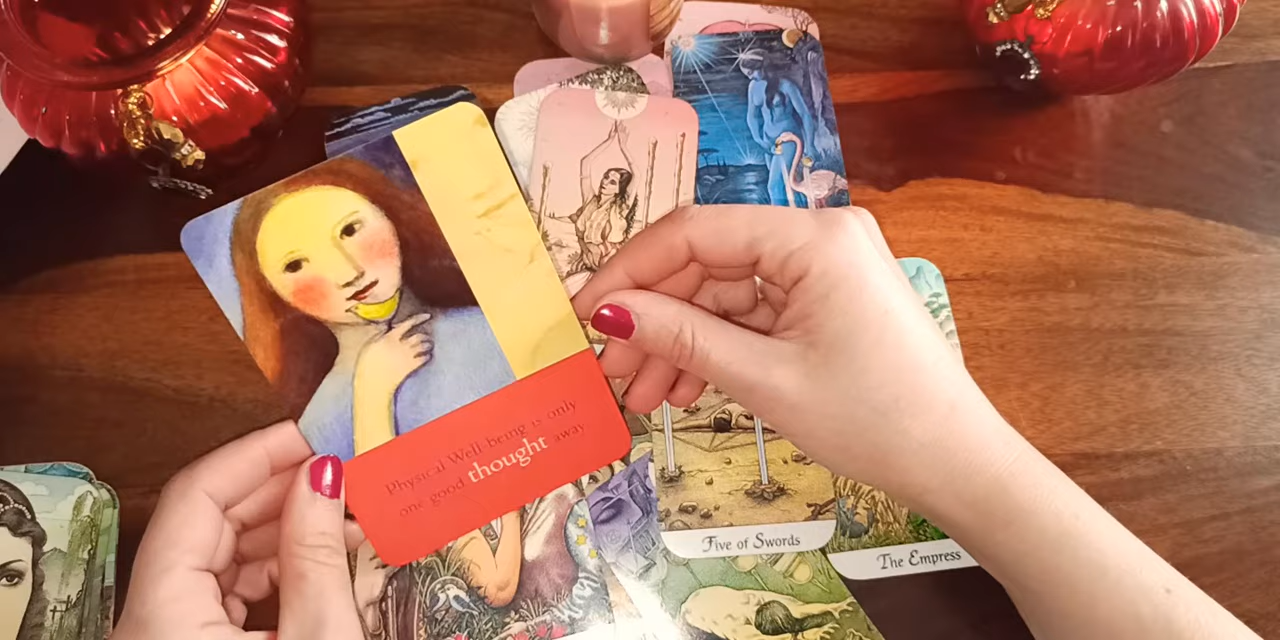 Physical Well-being is only
one good thought away
Five of Swords
The Empress